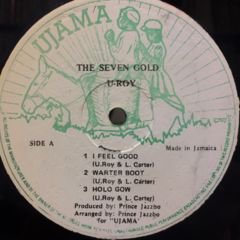 UJAMA
THE SEVEN GOLD
U-ROY
SIDE A
Made in Jamaica
1 I FEEL GOOD
(U.Roy & L. Carter)
2 WARTER BOOT
(U.Roy & L. Carter)
3 HOLO GOW
(U.Roy & L. Carter)
Produced by: Prince Jazzbo
Arranged by: Prince Jazzbo
for "UJAMA"